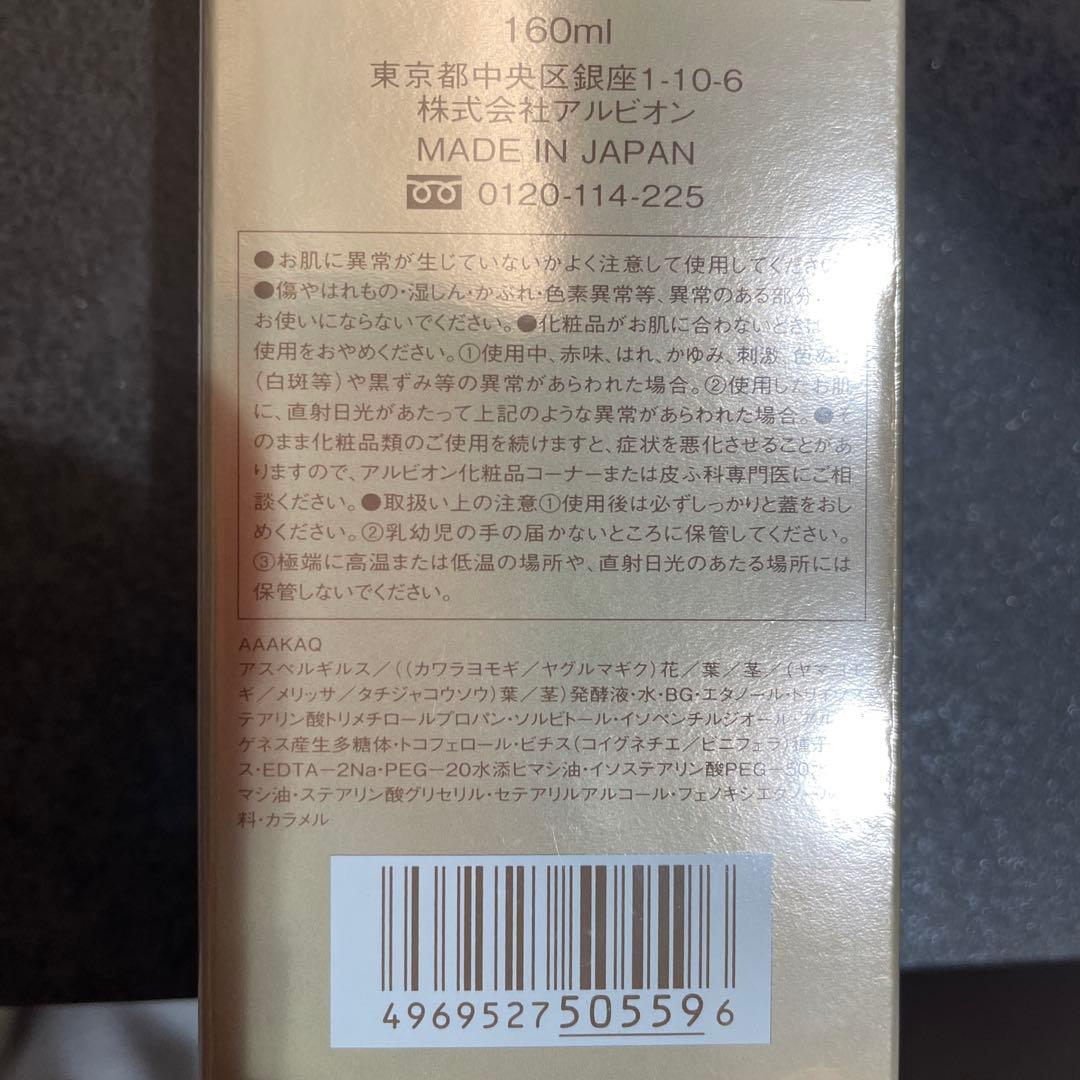 160ml
東京都中央区銀座1-10-6
株式会社アルビオン
MADE IN JAPAN
0120-114-225
●お肌に異常が生じていないかよく注意して使用してください
●傷やはれもの・湿しん・かぶれ・色素異常等、異常のある部分
お使いにならないでください。●化粧品がお肌に合わないときは
使用をおやめください。①使用中、赤味、はれ、かゆみ、刺激、色ぬけ
(白斑等)や黒ずみ等の異常があらわれた場合。②使用したお肌
に、直射日光があたって上記のような異常があらわれた場合。●そ
のまま化粧品類のご使用を続けますと、症状を悪化させることがあ
りますので、アルビオン化粧品コーナーまたは皮ふ科専門医にご相
談ください。●取扱い上の注意①使用後は必ずしっかりと蓋をおし
めください。②乳幼児の手の届かないところに保管してください。
③極端に高温または低温の場所や、直射日光のあたる場所には
保管しないでください。
AAAKAQ
アスペルギルス/((カワラヨモギ/ヤグルマギク)花/葉/茎/(ヤマヨモ
ギ/メリッサ/タチジャコウソウ)葉/茎)発酵液・水・BG・エタノール・トリイソス
テアリン酸トリメチロールプロパン・ソルビトール・イソペンチルジオール・アルカリ
ゲネス産生多糖体・トコフェロール・ビチス(コイグネチエ/ビニフェラ)種子
ス・EDTA-2Na・PEG-20水添ヒマシ油・イソステアリン酸PEG-50
マシ油・ステアリン酸グリセリル・セテアリルアルコール・フェノキシエタノール
料・カラメル
4969527505596